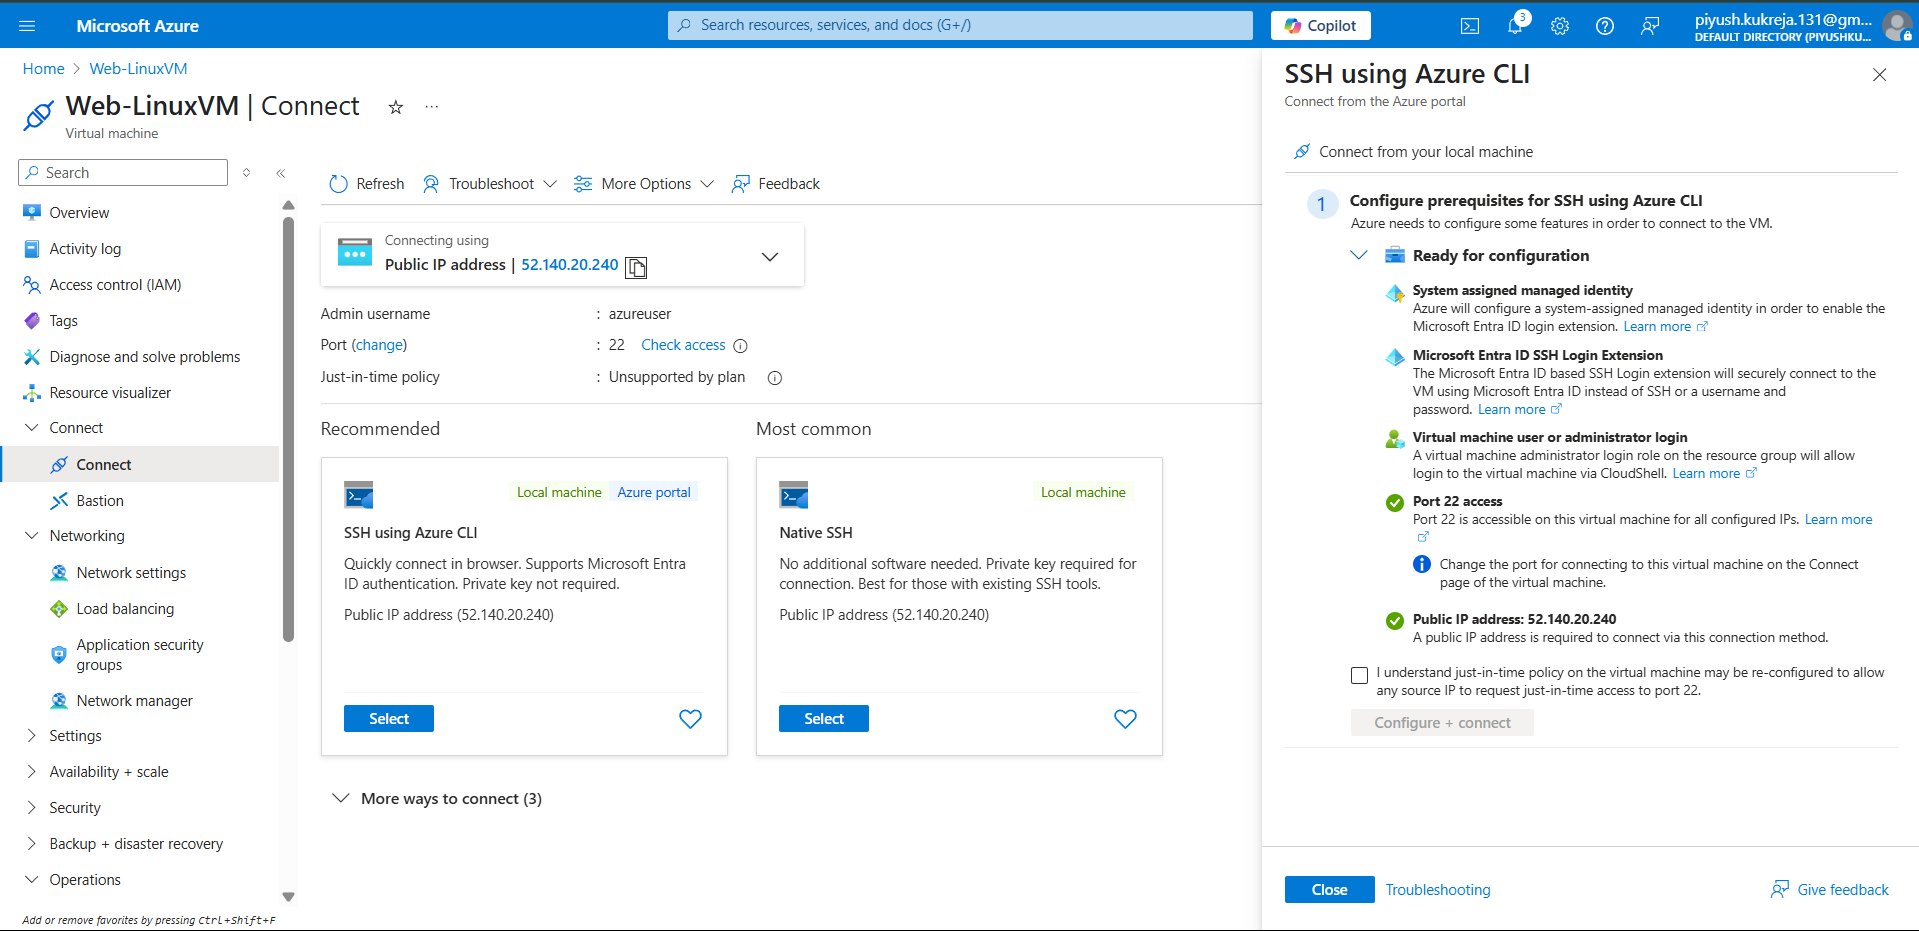 Microsoft Azure
Search resources, services, and docs (G+/)
Copilot
3
piyush.kukreja.131@gm...
DEFAULT DIRECTORY (PIYUSHKU...
Home > Web-LinuxVM
Web-LinuxVM | Connect
Virtual machine
Search
Overview
Activity log
Access control (IAM)
Tags
Diagnose and solve problems
Resource visualizer
Connect
Connect
Bastion
Networking
Network settings
Load balancing
Application security
groups
Network manager
Settings
Availability + scale
Security
Backup + disaster recovery
Operations
Add or remove favorites by pressing Ctrl+Shift+F
Refresh
Troubleshoot
More Options
Feedback
Connecting using
Public IP address | 52.140.20.240
Admin username : azureuser
Port (change) : 22 Check access
Just-in-time policy : Unsupported by plan
Recommended
Local machine
Azure portal
SSH using Azure CLI
Quickly connect in browser. Supports Microsoft Entra
ID authentication. Private key not required.
Public IP address (52.140.20.240)
Select
Most common
Local machine
Native SSH
No additional software needed. Private key required for
connection. Best for those with existing SSH tools.
Public IP address (52.140.20.240)
Select
More ways to connect (3)
SSH using Azure CLI
Connect from the Azure portal
Connect from your local machine
1
Configure prerequisites for SSH using Azure CLI
Azure needs to configure some features in order to connect to the VM.
Ready for configuration
System assigned managed identity
Azure will configure a system-assigned managed identity in order to enable the
Microsoft Entra ID login extension. Learn more
Microsoft Entra ID SSH Login Extension
The Microsoft Entra ID based SSH Login extension will securely connect to the
VM using Microsoft Entra ID instead of SSH or a username and
password. Learn more
Virtual machine user or administrator login
A virtual machine administrator login role on the resource group will allow
login to the virtual machine via CloudShell. Learn more
Port 22 access
Port 22 is accessible on this virtual machine for all configured IPs. Learn more
Change the port for connecting to this virtual machine on the Connect
page of the virtual machine.
Public IP address: 52.140.20.240
A public IP address is required to connect via this connection method.
I understand just-in-time policy on the virtual machine may be re-configured to allow
any source IP to request just-in-time access to port 22.
Configure + connect
Close
Troubleshooting
Give feedback